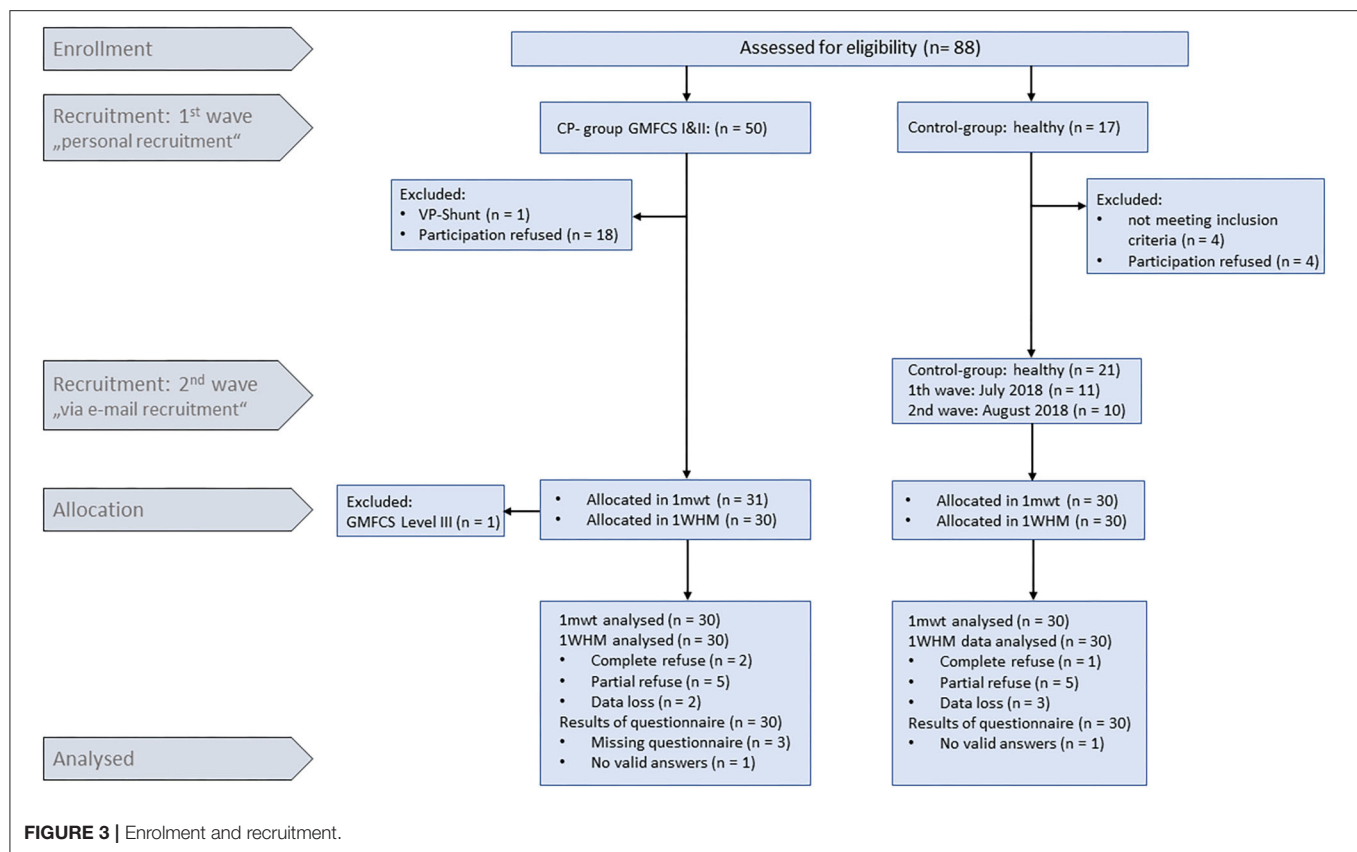 Enrollment
Assessed for eligibility (n= 88)
Recruitment: 1st wave
„personal recruitment“
CP- group GMFCS I&II: (n = 50)
Control-group: healthy (n = 17)
Excluded:
• VP-Shunt (n = 1)
• Participation refused (n = 18)
Excluded:
• not meeting inclusion
criteria (n = 4)
• Participation refused (n = 4)
Recruitment: 2nd wave
„via e-mail recruitment“
Control-group: healthy (n = 21)
1th wave: July 2018 (n = 11)
2nd wave: August 2018 (n = 10)
Allocation
Excluded:
GMFCS Level III (n = 1)
• Allocated in 1mwt (n = 31)
• Allocated in 1WHM (n = 30)
• Allocated in 1mwt (n = 30)
• Allocated in 1WHM (n = 30)
1mwt analysed (n = 30)
1WHM analysed (n = 30)
• Complete refuse (n = 2)
• Partial refuse (n = 5)
• Data loss (n = 2)
Results of questionnaire (n = 30)
• Missing questionnaire (n = 3)
• No valid answers (n = 1)
1mwt analysed (n = 30)
1WHM data analysed (n = 30)
• Complete refuse (n = 1)
• Partial refuse (n = 5)
• Data loss (n = 3)
Results of questionnaire (n = 30)
• No valid answers (n = 1)
Analysed
FIGURE 3 | Enrolment and recruitment.